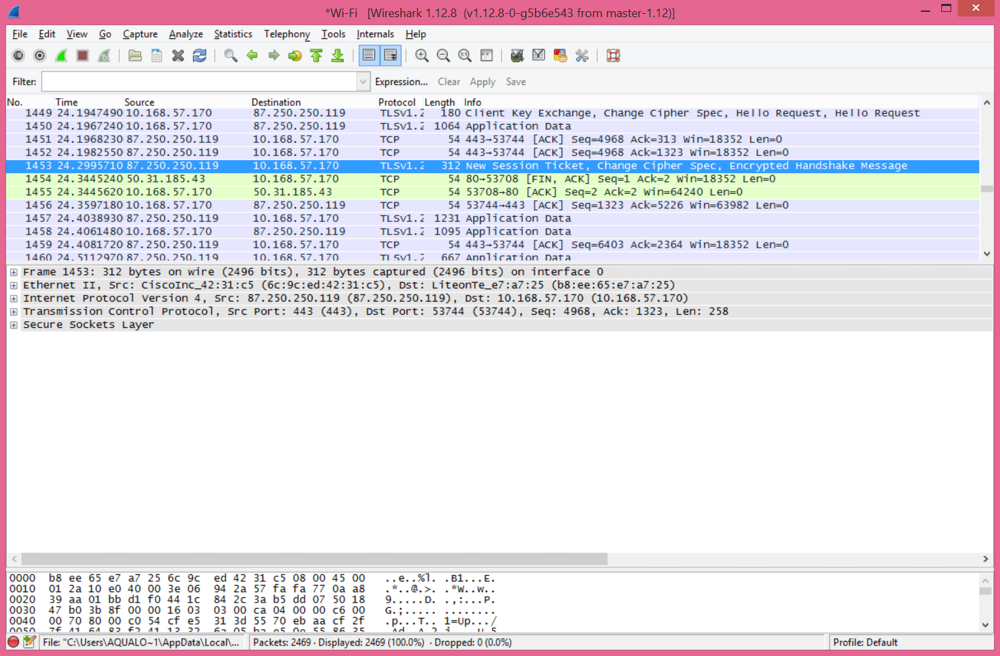 *Wi-Fi [Wireshark 1.12.8 (v1.12.8-0-g5b6e543 from master-1.12)]
File Edit View Go Capture Analyze Statistics Telephony Tools Internals Help
Filter: Expression... Clear Apply Save
No. Time Source Destination Protocol Length Info
1449 24.1947490 10.168.57.170 87.250.250.119 TLSv1.2 180 Client Key Exchange, Change Cipher Spec, Hello Request, Hello Request
1450 24.1967240 10.168.57.170 87.250.250.119 TLSv1.2 1064 Application Data
1451 24.1968230 87.250.250.119 10.168.57.170 TCP 54 443→53744 [ACK] Seq=4968 Ack=313 Win=18352 Len=0
1452 24.1982550 87.250.250.119 10.168.57.170 TCP 54 443→53744 [ACK] Seq=4968 Ack=1323 Win=18352 Len=0
1453 24.2995710 87.250.250.119 10.168.57.170 TLSv1.2 312 New Session Ticket, Change Cipher Spec, Encrypted Handshake Message
1454 24.3445240 50.31.185.43 10.168.57.170 TCP 54 80→53708 [FIN, ACK] Seq=1 Ack=2 Win=18352 Len=0
1455 24.3445620 10.168.57.170 50.31.185.43 TCP 54 53708→80 [ACK] Seq=2 Ack=2 Win=64240 Len=0
1456 24.3597180 10.168.57.170 87.250.250.119 TCP 54 53744→443 [ACK] Seq=1323 Ack=5226 Win=63982 Len=0
1457 24.4038930 87.250.250.119 10.168.57.170 TLSv1.2 1231 Application Data
1458 24.4061480 10.168.57.170 87.250.250.119 TLSv1.2 1095 Application Data
1459 24.4081720 87.250.250.119 10.168.57.170 TCP 54 443→53744 [ACK] Seq=6403 Ack=2364 Win=18352 Len=0
1460 24.5112970 87.250.250.119 10.168.57.170 TLSv1.2 667 Application Data
Frame 1453: 312 bytes on wire (2496 bits), 312 bytes captured (2496 bits) on interface 0
Ethernet II, Src: CiscoInc_42:31:c5 (6c:9c:ed:42:31:c5), Dst: LiteonTe_e7:a7:25 (b8:ee:65:e7:a7:25)
Internet Protocol Version 4, Src: 87.250.250.119 (87.250.250.119), Dst: 10.168.57.170 (10.168.57.170)
Transmission Control Protocol, Src Port: 443 (443), Dst Port: 53744 (53744), Seq: 4968, Ack: 1323, Len: 258
Secure Sockets Layer
0000 b8 ee 65 e7 a7 25 6c 9c ed 42 31 c5 08 00 45 00 ..e..%l. .B1...E.
0010 01 2a 10 e0 40 00 3e 06 94 2a 57 fa fa 77 0a a8 .*..@.>. .*W..w..
0020 39 aa 01 bb d1 f0 44 1c 84 2c 3a b5 dd 07 50 18 9.....D. .,:...P.
0030 47 b0 3b 8f 00 00 16 03 03 00 ca 04 00 00 c6 00 G.;..... ........
0040 00 70 80 00 c0 54 cf e5 31 3d 55 70 eb aa cf 2f .p...T.. 1=Up.../
0050 7f 41 64 83 f2 41 13 32 6a 05 ba e5 0e 55 86 35
File: "C:\Users\AQUALO~1\AppData\Local\... Packets: 2469 · Displayed: 2469 (100.0%) · Dropped: 0 (0.0%) Profile: Default